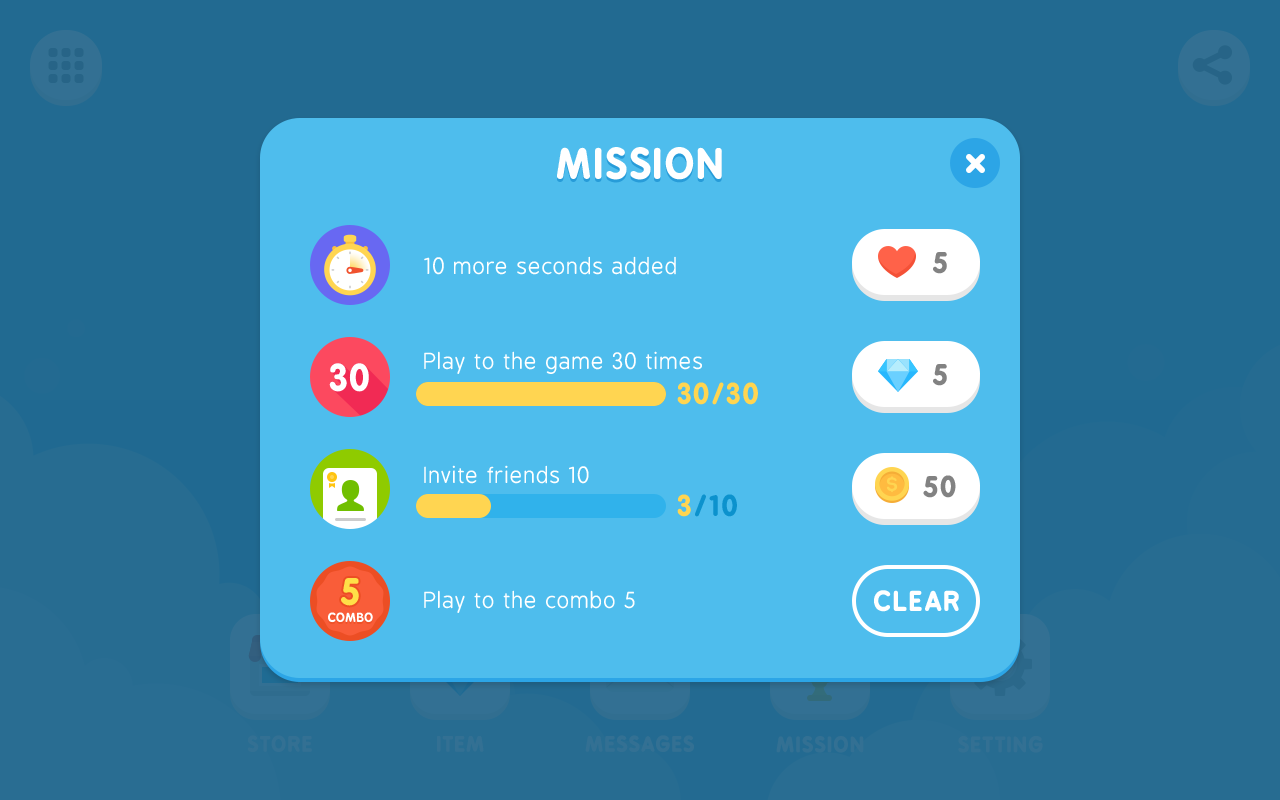 MISSION
10 more seconds added
5
30
Play to the game 30 times
30/30
5
Invite friends 10
3/10
S
50
5
COMBO
Play to the combo 5
CLEAR
STORE
ITEM
MESSAGES
MISSION
SETTING